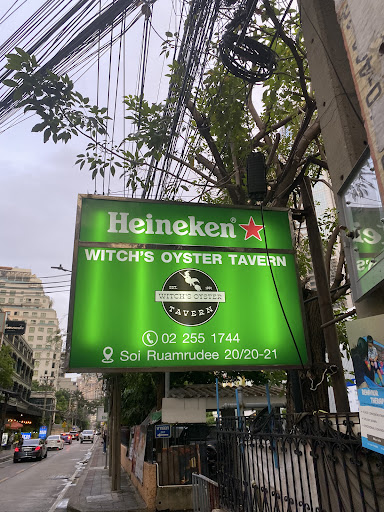 Heineken®
WITCH'S OYSTER TAVERN
WITCH'S OYSTER
TAVERN
02 255 1744
Soi Ruamrudee 20/20-21